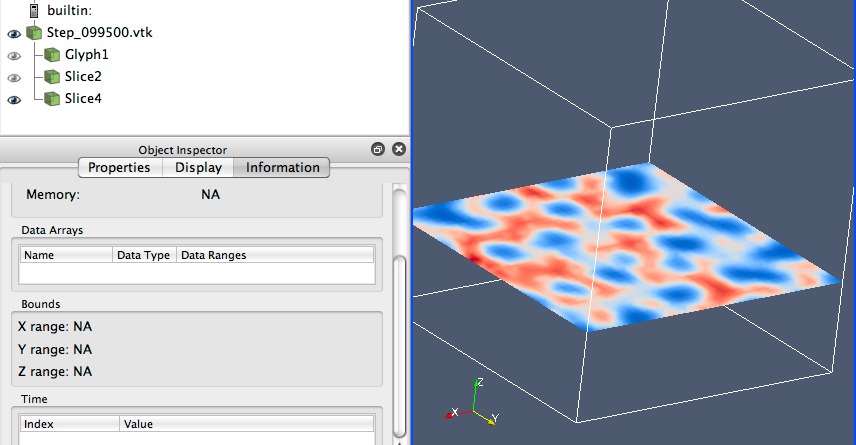 builtin:
Step_099500.vtk
Glyph1
Slice2
Slice4
Object Inspector
Properties Display Information
Memory: NA
Data Arrays
Name Data Type Data Ranges
Bounds
X range: NA
Y range: NA
Z range: NA
Time
Index Value
Z
X
Y